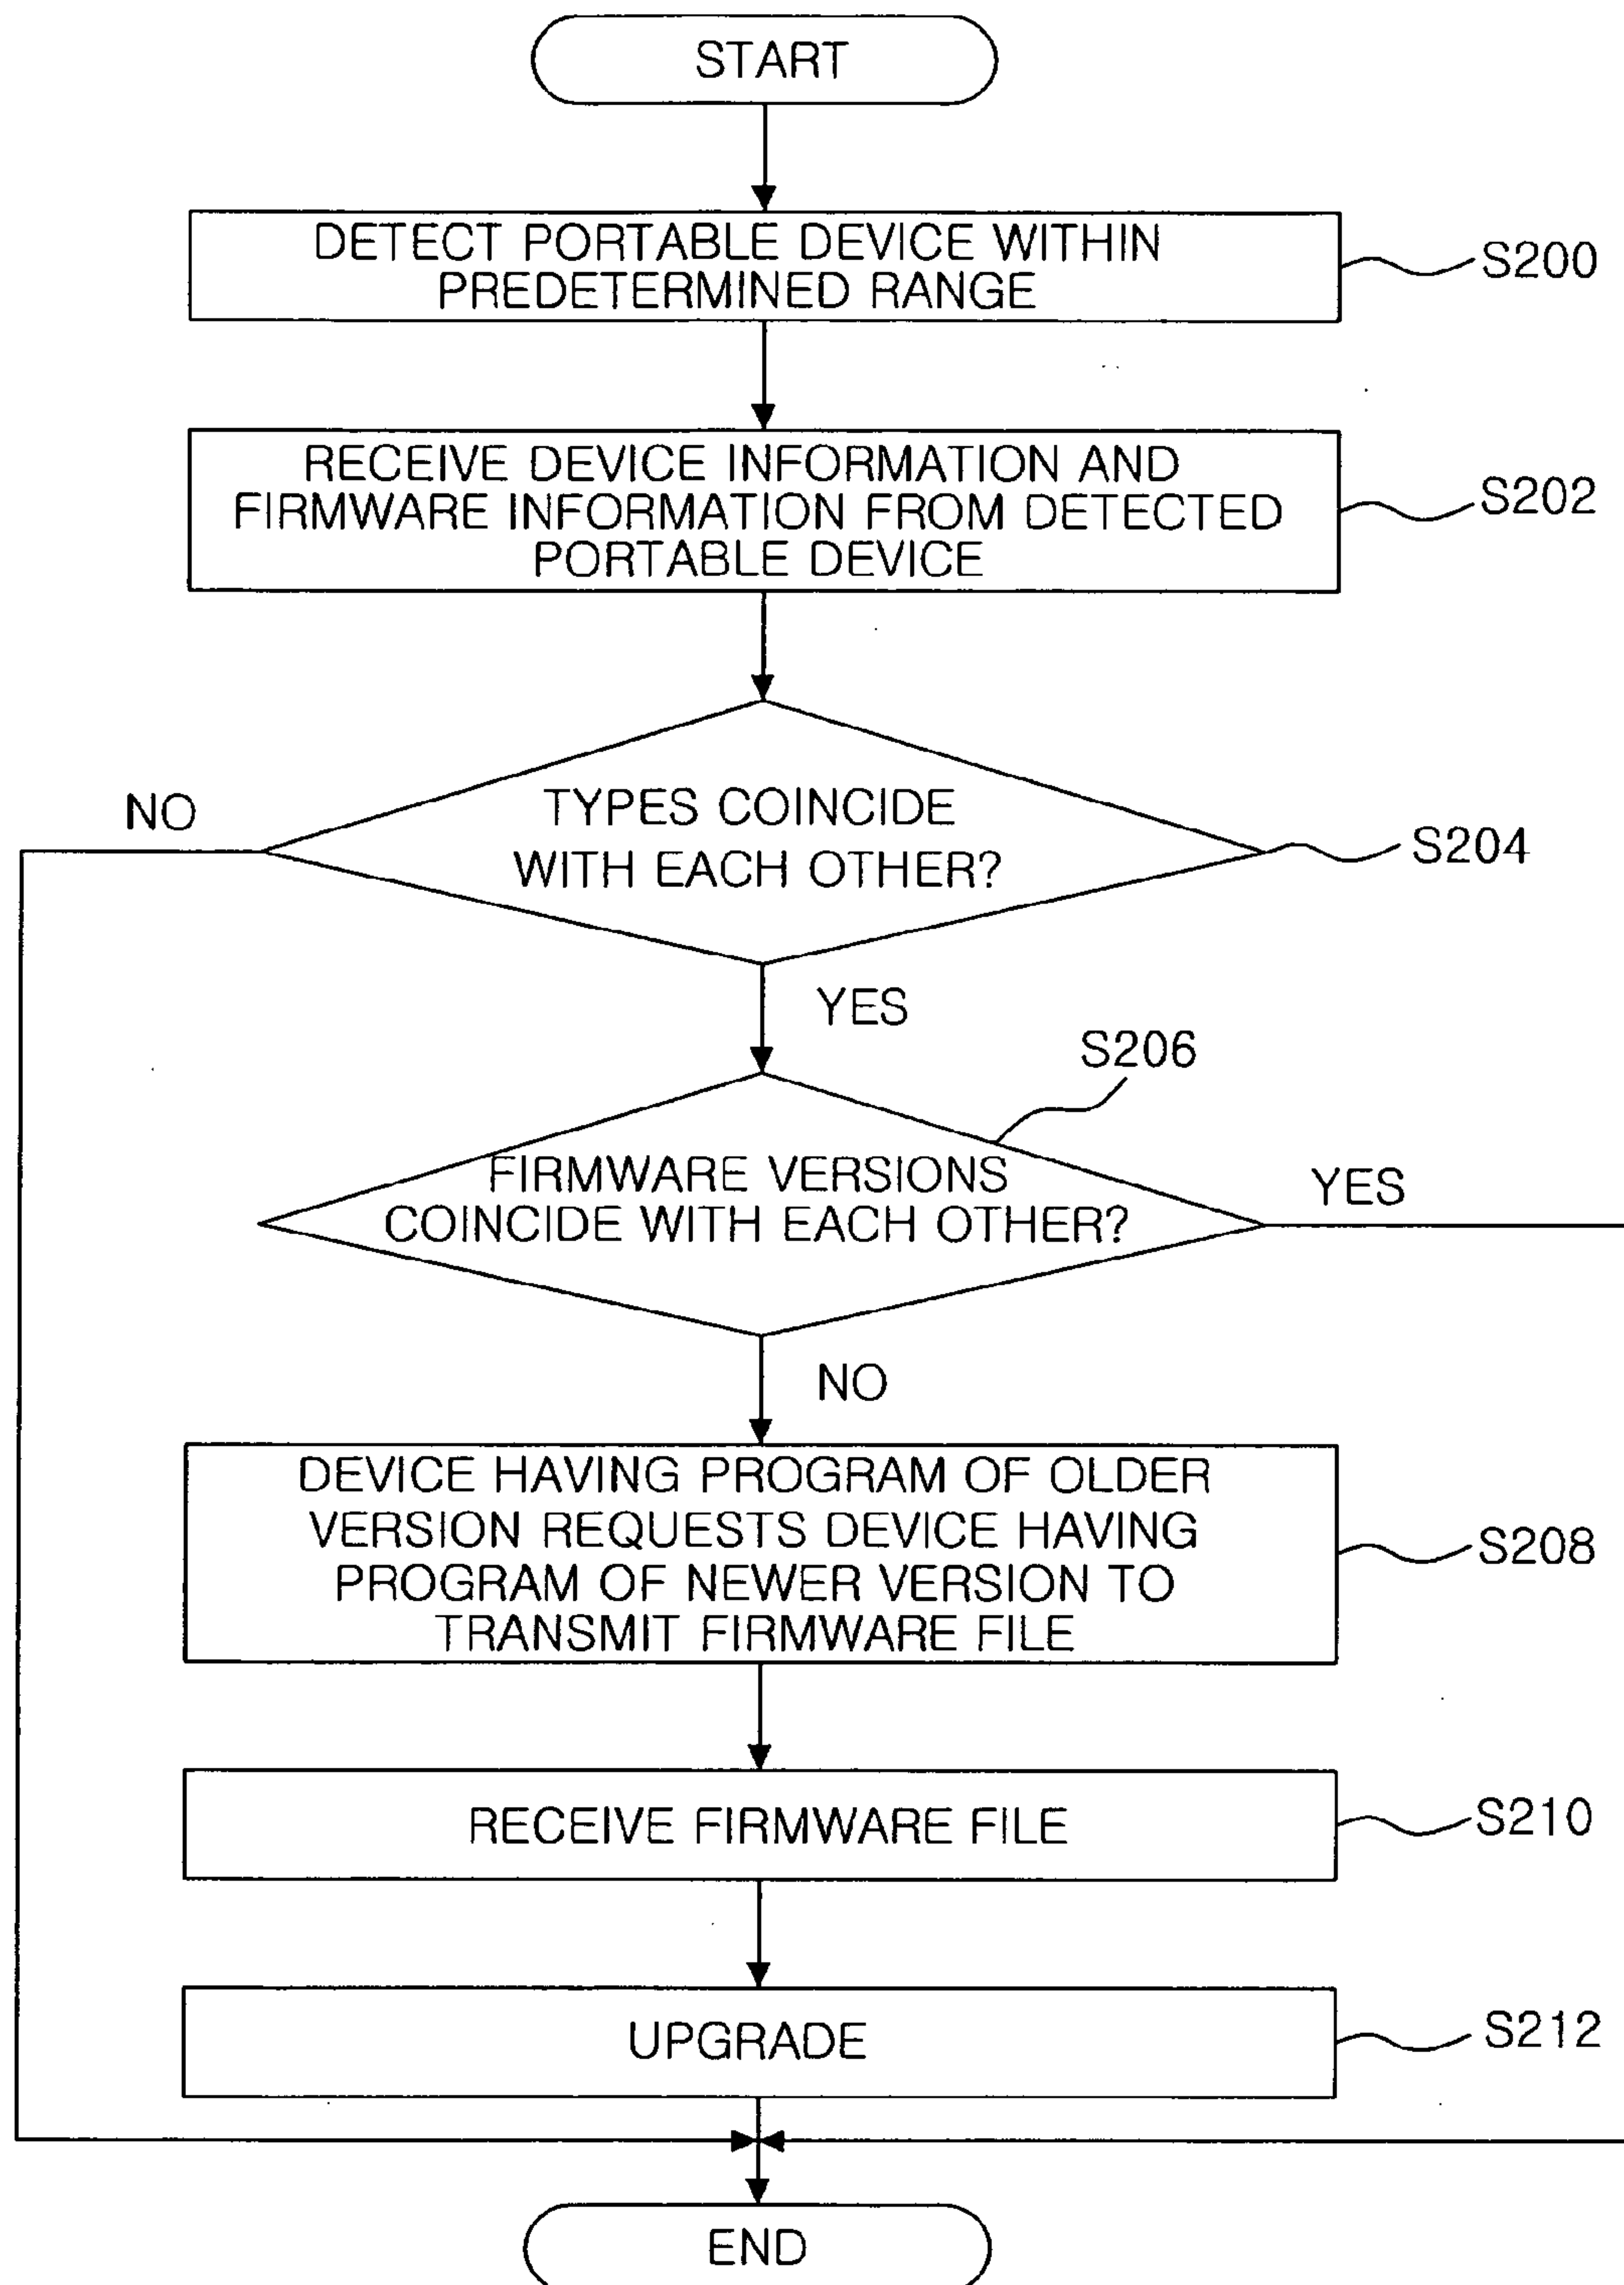 START
DETECT PORTABLE DEVICE WITHIN
PREDETERMINED RANGE
S200
RECEIVE DEVICE INFORMATION AND
FIRMWARE INFORMATION FROM DETECTED
PORTABLE DEVICE
S202
NO
TYPES COINCIDE
WITH EACH OTHER?
S204
YES
S206
FIRMWARE VERSIONS
COINCIDE WITH EACH OTHER?
YES
NO
DEVICE HAVING PROGRAM OF OLDER
VERSION REQUESTS DEVICE HAVING
PROGRAM OF NEWER VERSION TO
TRANSMIT FIRMWARE FILE
S208
RECEIVE FIRMWARE FILE
S210
UPGRADE
S212
END